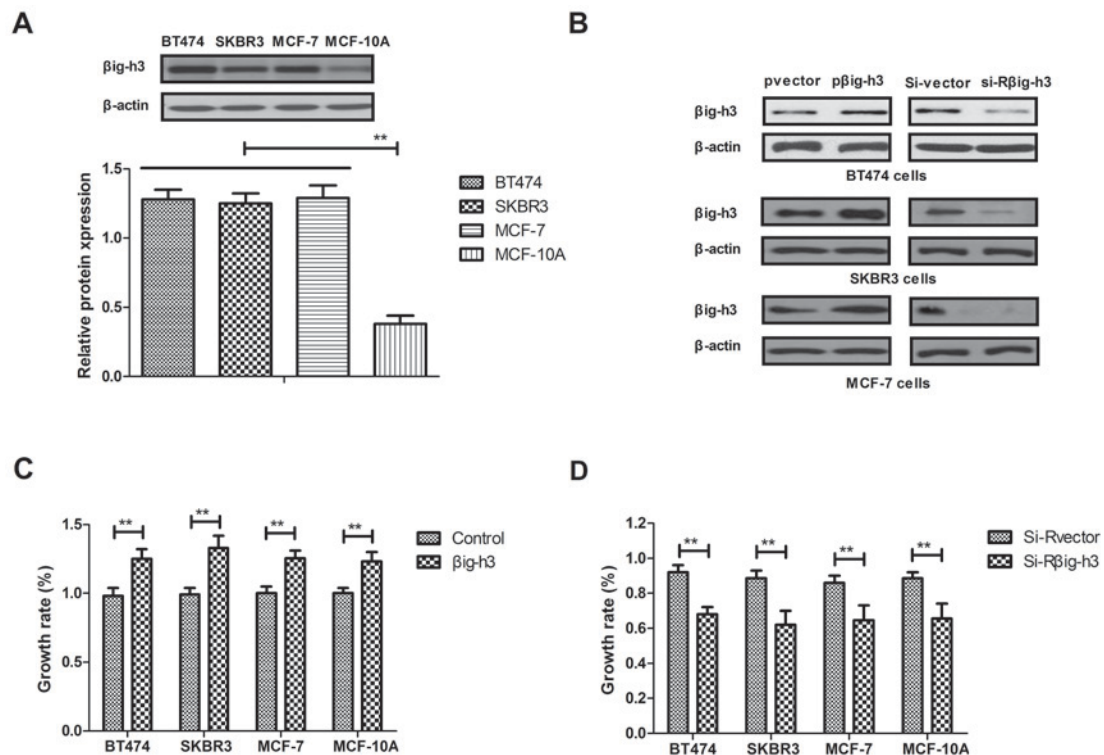 A
BT474 SKBR3 MCF-7 MCF-10A
βig-h3
β-actin
**
Relative protein xpression
1.5
1.0
0.5
0.0
BT474
SKBR3
MCF-7
MCF-10A
B
pvector pβig-h3 Si-vector si-Rβig-h3
βig-h3
β-actin
BT474 cells
βig-h3
β-actin
SKBR3 cells
βig-h3
β-actin
MCF-7 cells
C
Growth rate (%)
1.5
1.0
0.5
0.0
** ** ** **
Control
βig-h3
BT474 SKBR3 MCF-7 MCF-10A
D
Growth rate (%)
1.2
1.0
0.8
0.6
0.4
0.2
0.0
** ** ** **
Si-Rvector
Si-Rβig-h3
BT474 SKBR3 MCF-7 MCF-10A